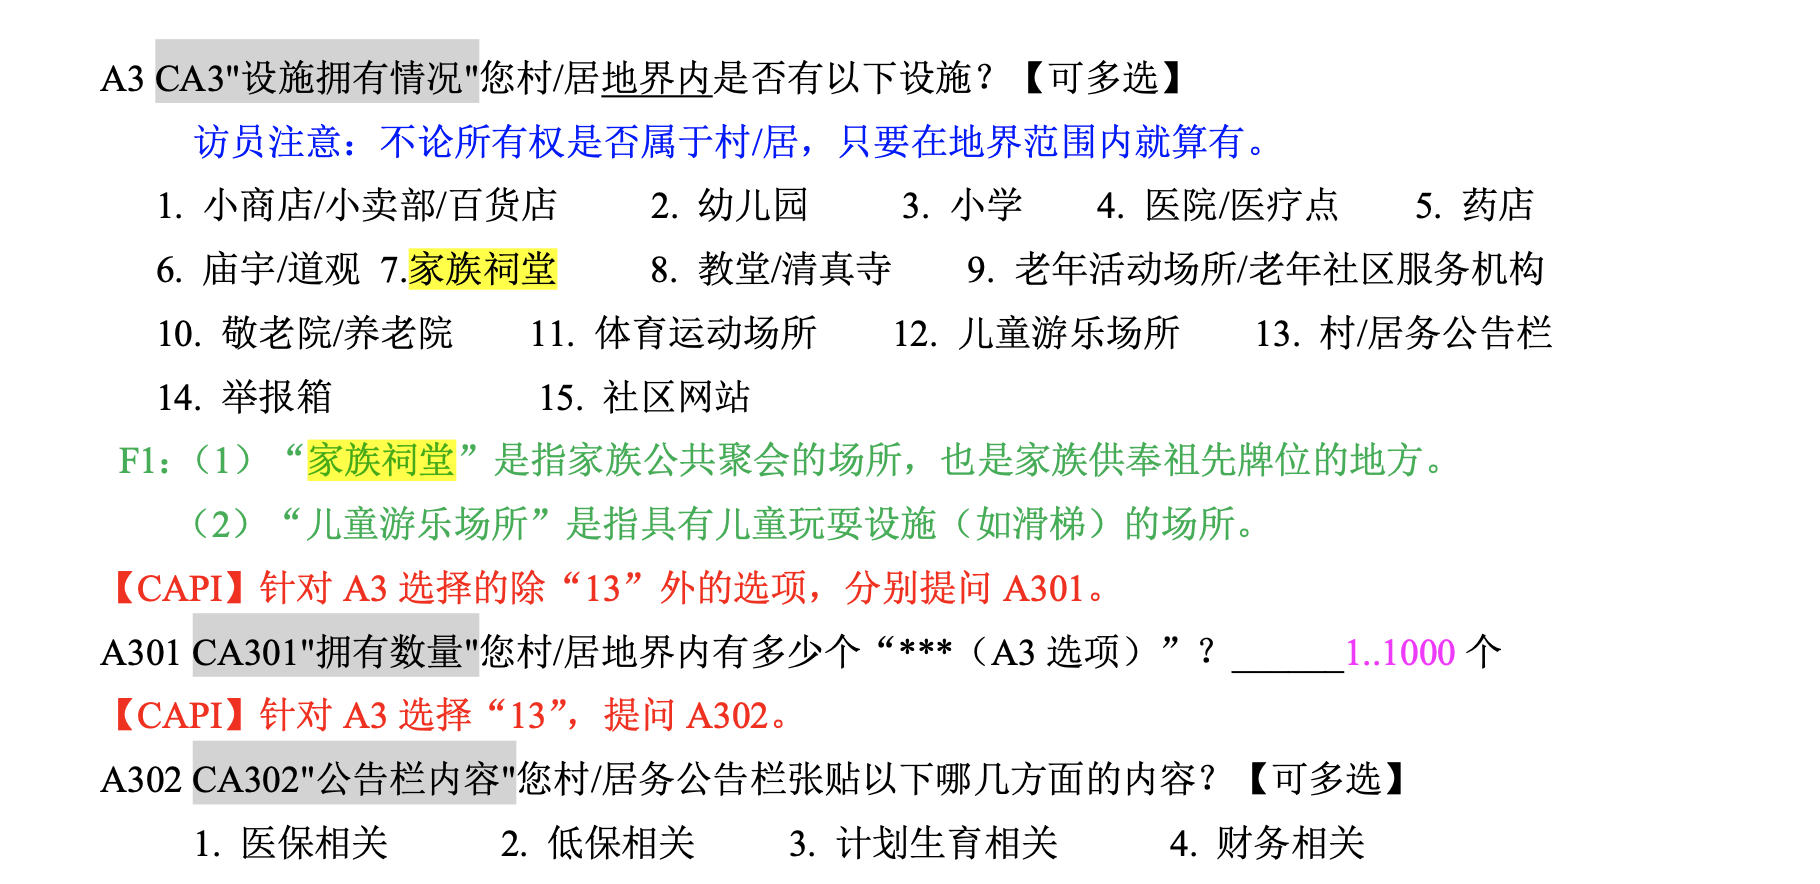 A3 CA3"设施拥有情况"您村/居地界内是否有以下设施？【可多选】
访员注意：不论所有权是否属于村/居，只要在地界范围内就算有。
1. 小商店/小卖部/百货店 2. 幼儿园 3. 小学 4. 医院/医疗点 5. 药店
6. 庙宇/道观 7.家族祠堂 8. 教堂/清真寺 9. 老年活动场所/老年社区服务机构
10. 敬老院/养老院 11. 体育运动场所 12. 儿童游乐场所 13. 村/居务公告栏
14. 举报箱 15. 社区网站
F1：（1）“家族祠堂”是指家族公共聚会的场所，也是家族供奉祖先牌位的地方。
（2）“儿童游乐场所”是指具有儿童玩耍设施（如滑梯）的场所。
【CAPI】针对 A3 选择的除“13”外的选项，分别提问 A301。
A301 CA301"拥有数量"您村/居地界内有多少个“***（A3 选项）”？______1..1000 个
【CAPI】针对 A3 选择“13”，提问 A302。
A302 CA302"公告栏内容"您村/居务公告栏张贴以下哪几方面的内容？【可多选】
1. 医保相关 2. 低保相关 3. 计划生育相关 4. 财务相关